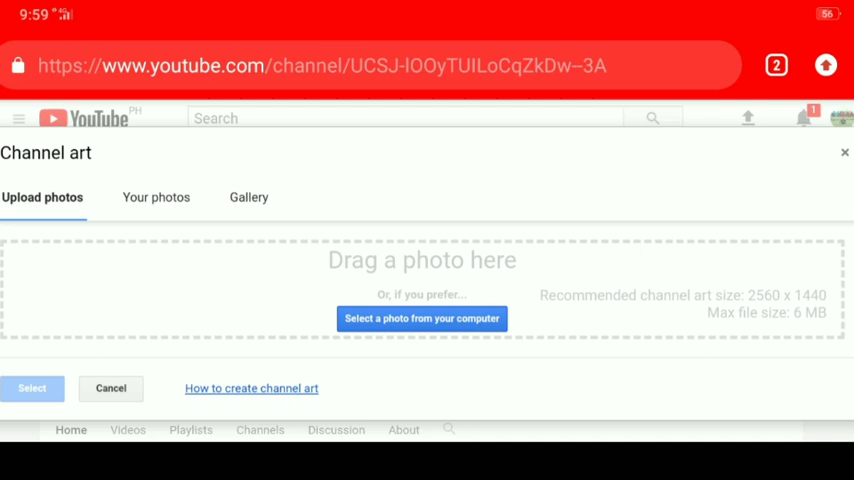 9:59 4G
56
https://www.youtube.com/channel/UCSJ-lOOyTUILoCqZkDw--3A
2
YouTube PH
Search
1
Channel art
×
Upload photos Your photos Gallery
Drag a photo here
Or, if you prefer...
Select a photo from your computer
Recommended channel art size: 2560 x 1440
Max file size: 6 MB
Select Cancel How to create channel art
Home Videos Playlists Channels Discussion About